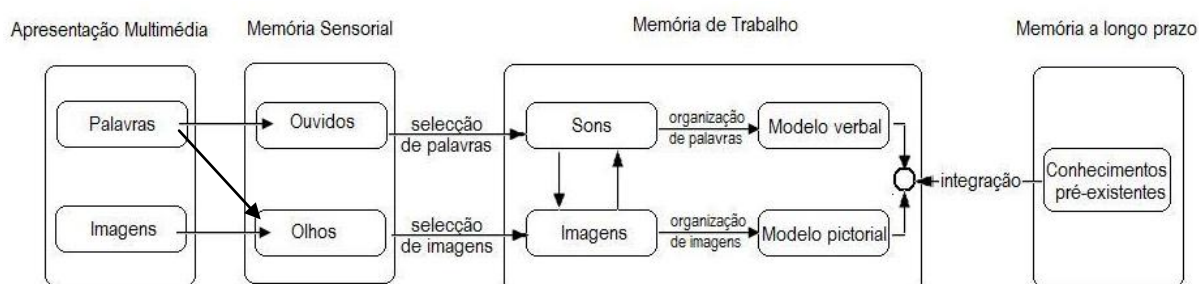 Apresentação Multimédia
Memória Sensorial
Memória de Trabalho
Memória a longo prazo
Palavras
Ouvidos
selecção
de palavras
Sons
organização
de palavras
Modelo verbal
integração
Conhecimentos
pré-existentes
Imagens
Olhos
selecção
de imagens
Imagens
organização
de imagens
Modelo pictorial